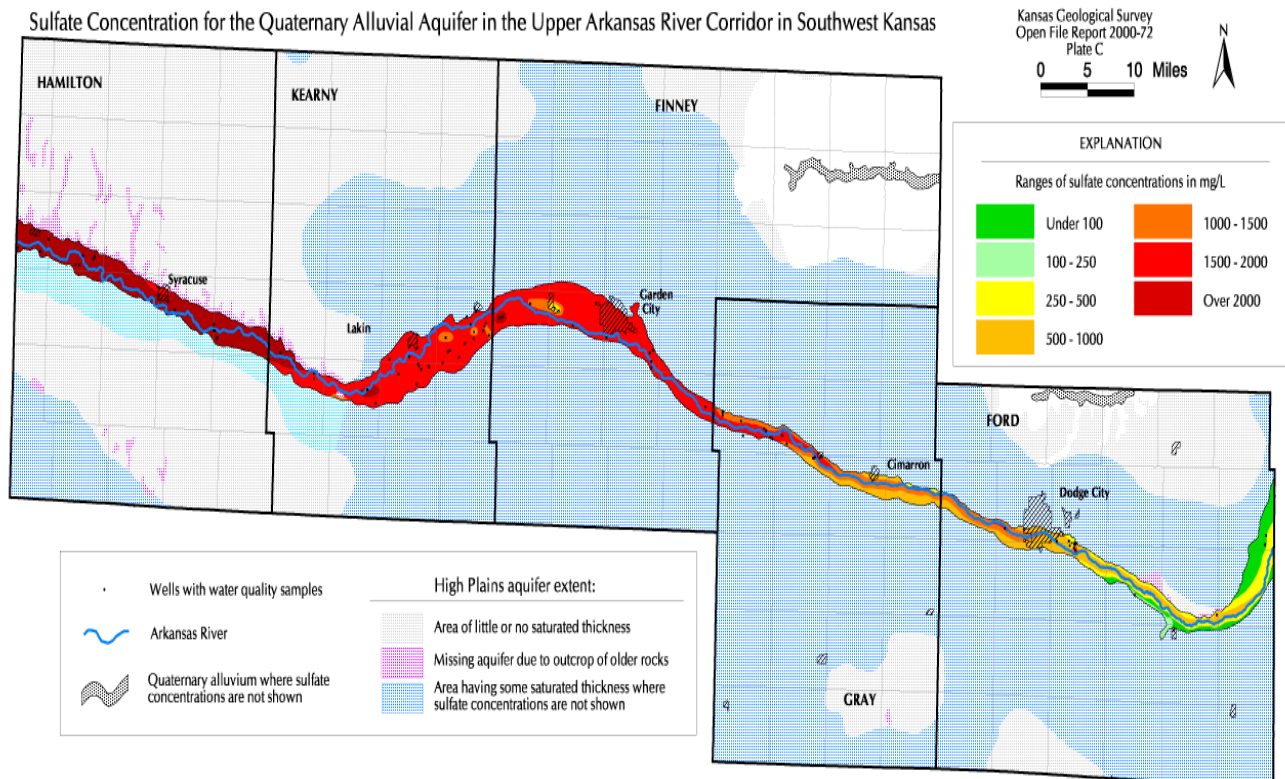 Sulfate Concentration for the Quaternary Alluvial Aquifer in the Upper Arkansas River Corridor in Southwest Kansas
Kansas Geological Survey
Open File Report 2000-72
Plate C
N
0 5 10 Miles
HAMILTON
KEARNY
FINNEY
EXPLANATION
Ranges of sulfate concentrations in mg/L
Under 100
1000 - 1500
100 - 250
1500 - 2000
250 - 500
Over 2000
500 - 1000
Syracuse
Lakin
Garden
City
FORD
Cimarron
Dodge City
GRAY
Wells with water quality samples
Arkansas River
Quaternary alluvium where sulfate
concentrations are not shown
High Plains aquifer extent:
Area of little or no saturated thickness
Missing aquifer due to outcrop of older rocks
Area having some saturated thickness where
sulfate concentrations are not shown